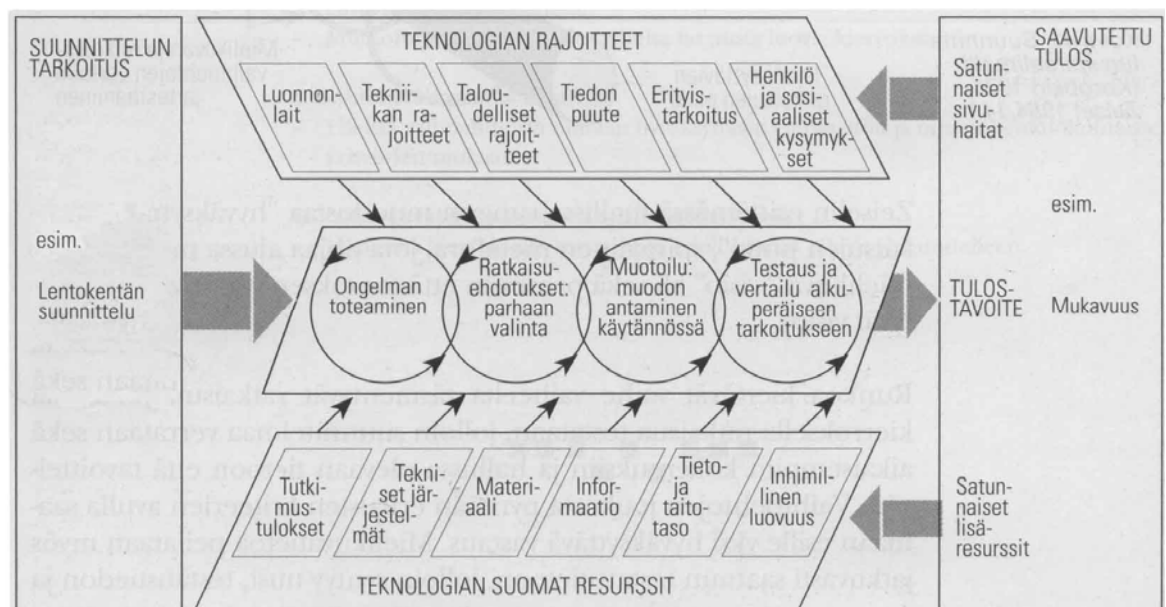 SUUNNITTELUN
TARKOITUS
esim.
Lentokentän
suunnittelu
TEKNOLOGIAN RAJOITTEET
Luonnon-
lait
Teknii-
kan ra-
joitteet
Talou-
delliset
rajoit-
teet
Tiedon
puute
Erityis-
tarkoitus
Henkilö
ja sosi-
aaliset
kysymyk-
set
Satun-
naiset
sivu-
haitat
Ongelman
toteaminen
Ratkaisu-
ehdotukset:
parhaan
valinta
Muotoilu:
muodon
antaminen
käytännössä
Testaus ja
vertailu alku-
peräiseen
tarkoitukseen
TULOS-
TAVOITE
SAAVUTETTU
TULOS
esim.
Mukavuus
Tutki-
mus-
tulokset
Tekni-
set jär-
jestel-
mät
Materi-
aali
Infor-
maatio
Tieto-
ja
taito-
taso
Inhimil-
linen
luovuus
Satun-
naiset
lisä-
resurssit
TEKNOLOGIAN SUOMAT RESURSSIT